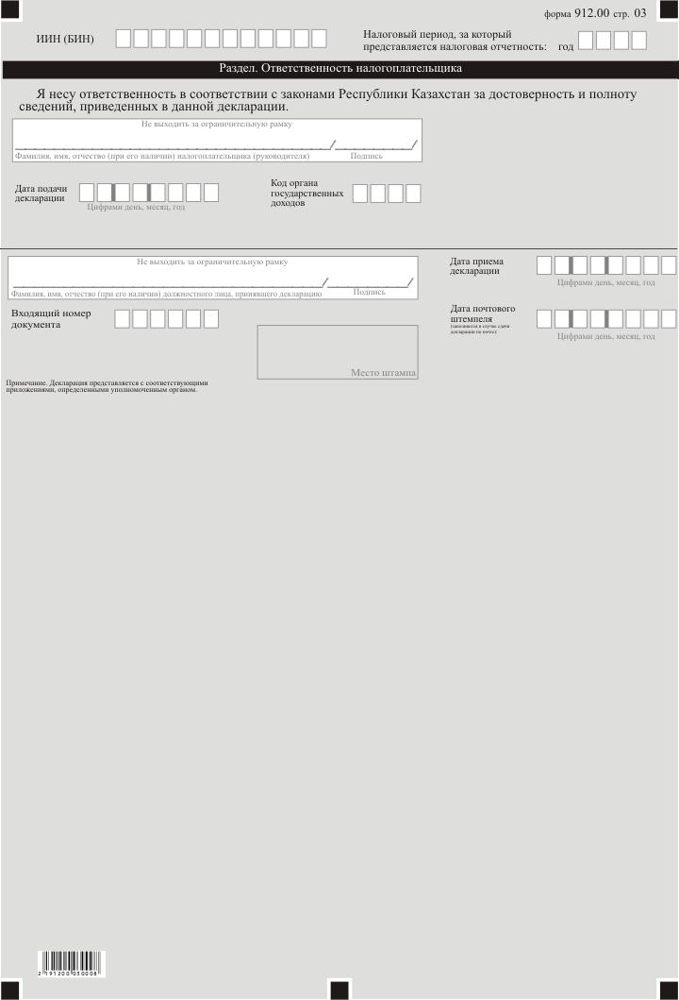 форма 912.00 стр. 03
ИИН (БИН)
Налоговый период, за который
представляется налоговая отчетность: год
Раздел. Ответственность налогоплательщика
Я несу ответственность в соответствии с законами Республики Казахстан за достоверность и полноту
сведений, приведенных в данной декларации.
Не выходить за ограничительную рамку
/ /
Фамилия, имя, отчество (при его наличии) налогоплательщика (руководителя) Подпись
Дата подачи
декларации
Цифрами день, месяц, год
Код органа
государственных
доходов
Не выходить за ограничительную рамку
/ /
Фамилия, имя, отчество (при его наличии) должностного лица, принявшего декларацию Подпись
Дата приема
декларации
Цифрами день, месяц, год
Входящий номер
документа
Дата почтового
штемпеля
(заполняется в случае сдачи
декларации по почте)
Цифрами день, месяц, год
Место штампа
Примечание. Декларация представляется с соответствующими
приложениями, определенными уполномоченным органом.
2 191200 030008